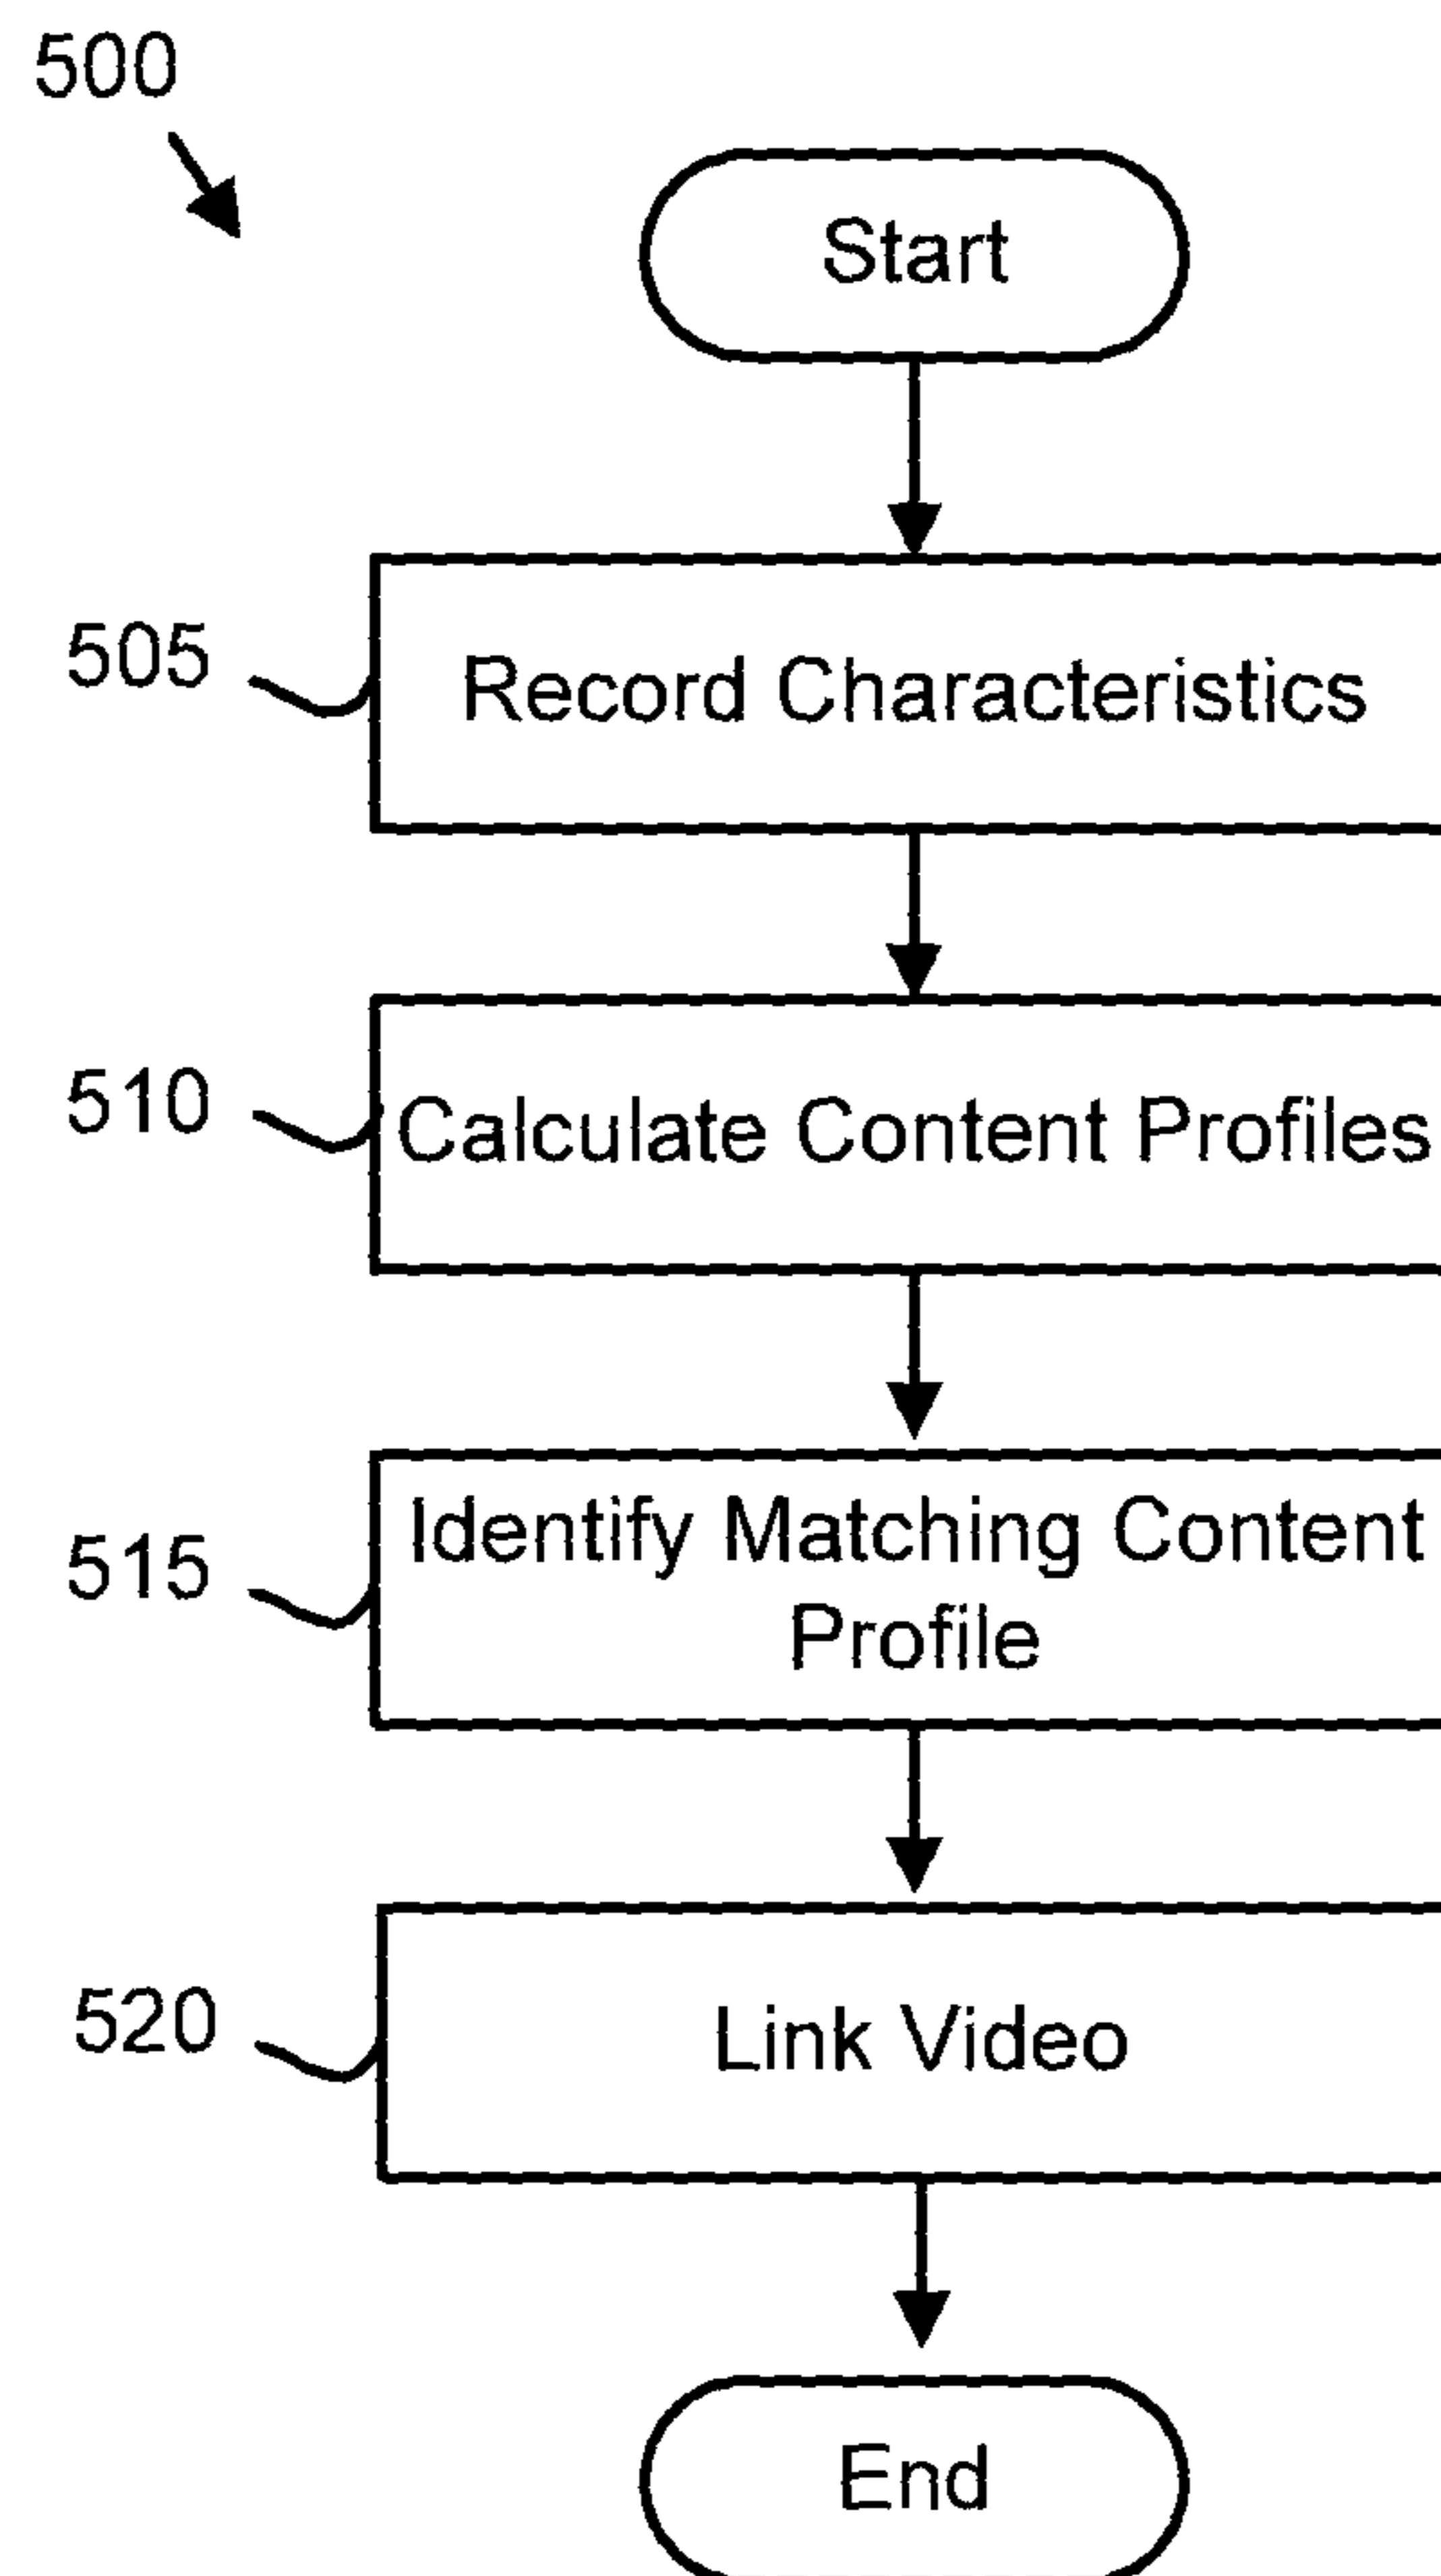 500
Start
505
Record Characteristics
510
Calculate Content Profiles
515
Identify Matching Content
Profile
520
Link Video
End